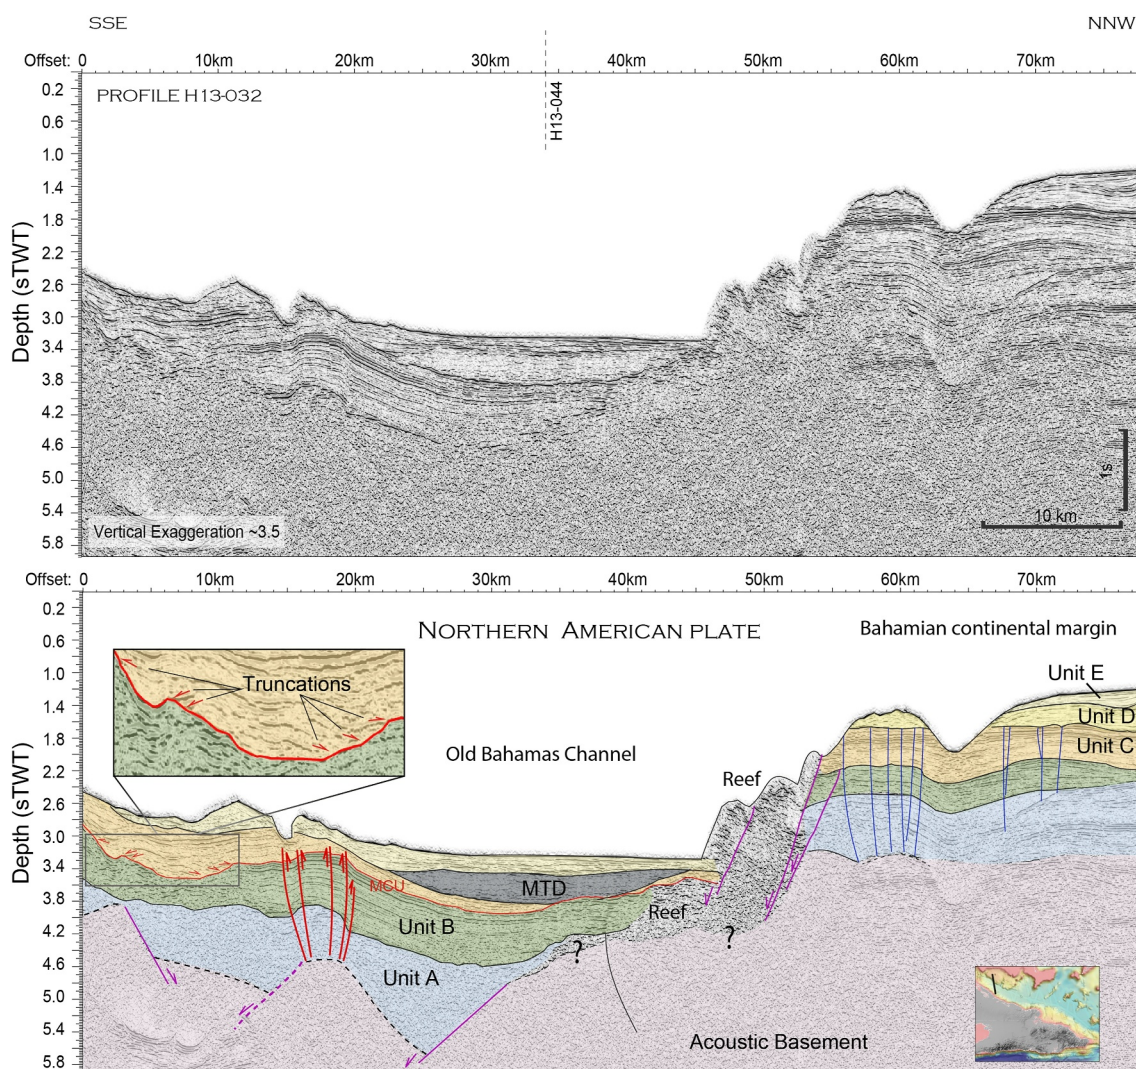 SSE NNW
Offset: 0 10km 20km 30km 40km 50km 60km 70km
PROFILE H13-032
H13-044
Depth (sTWT)
0.2
0.6
1.0
1.4
1.8
2.2
2.6
3.0
3.4
3.8
4.2
4.6
5.0
5.4
5.8
1s
10 km
Vertical Exaggeration ~3.5
Offset: 0 10km 20km 30km 40km 50km 60km 70km
Depth (sTWT)
0.2
0.6
1.0
1.4
1.8
2.2
2.6
3.0
3.4
3.8
4.2
4.6
5.0
5.4
5.8
NORTHERN AMERICAN PLATE
Bahamian continental margin
Truncations
Unit E
Unit D
Unit C
Old Bahamas Channel
Reef
MCU
MTD
Reef
Unit B
?
?
Unit A
Acoustic Basement